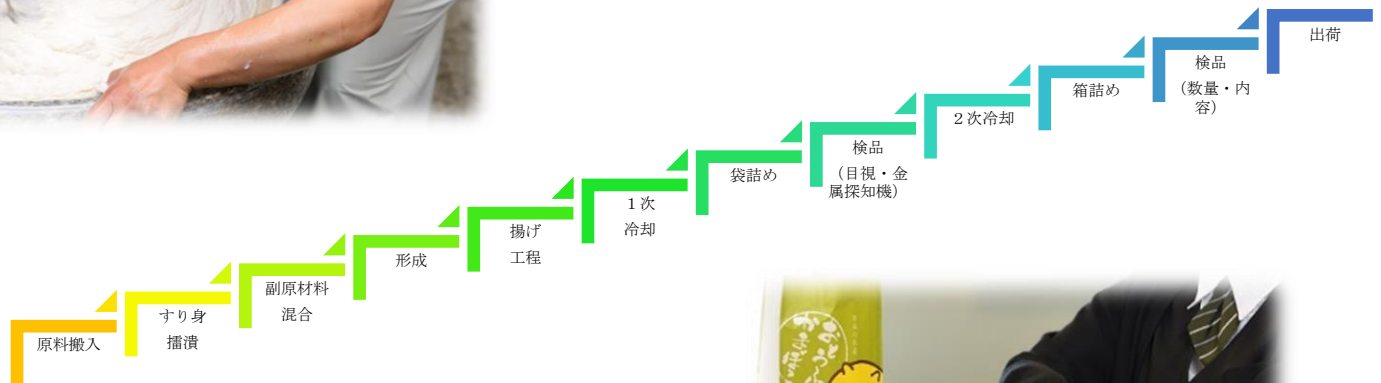 原料搬入
すり身
擂潰
副原材料
混合
形成
揚げ
工程
１次
冷却
袋詰め
検品
（目視・金
属探知機）
２次冷却
箱詰め
検品
（数量・内
容）
出荷